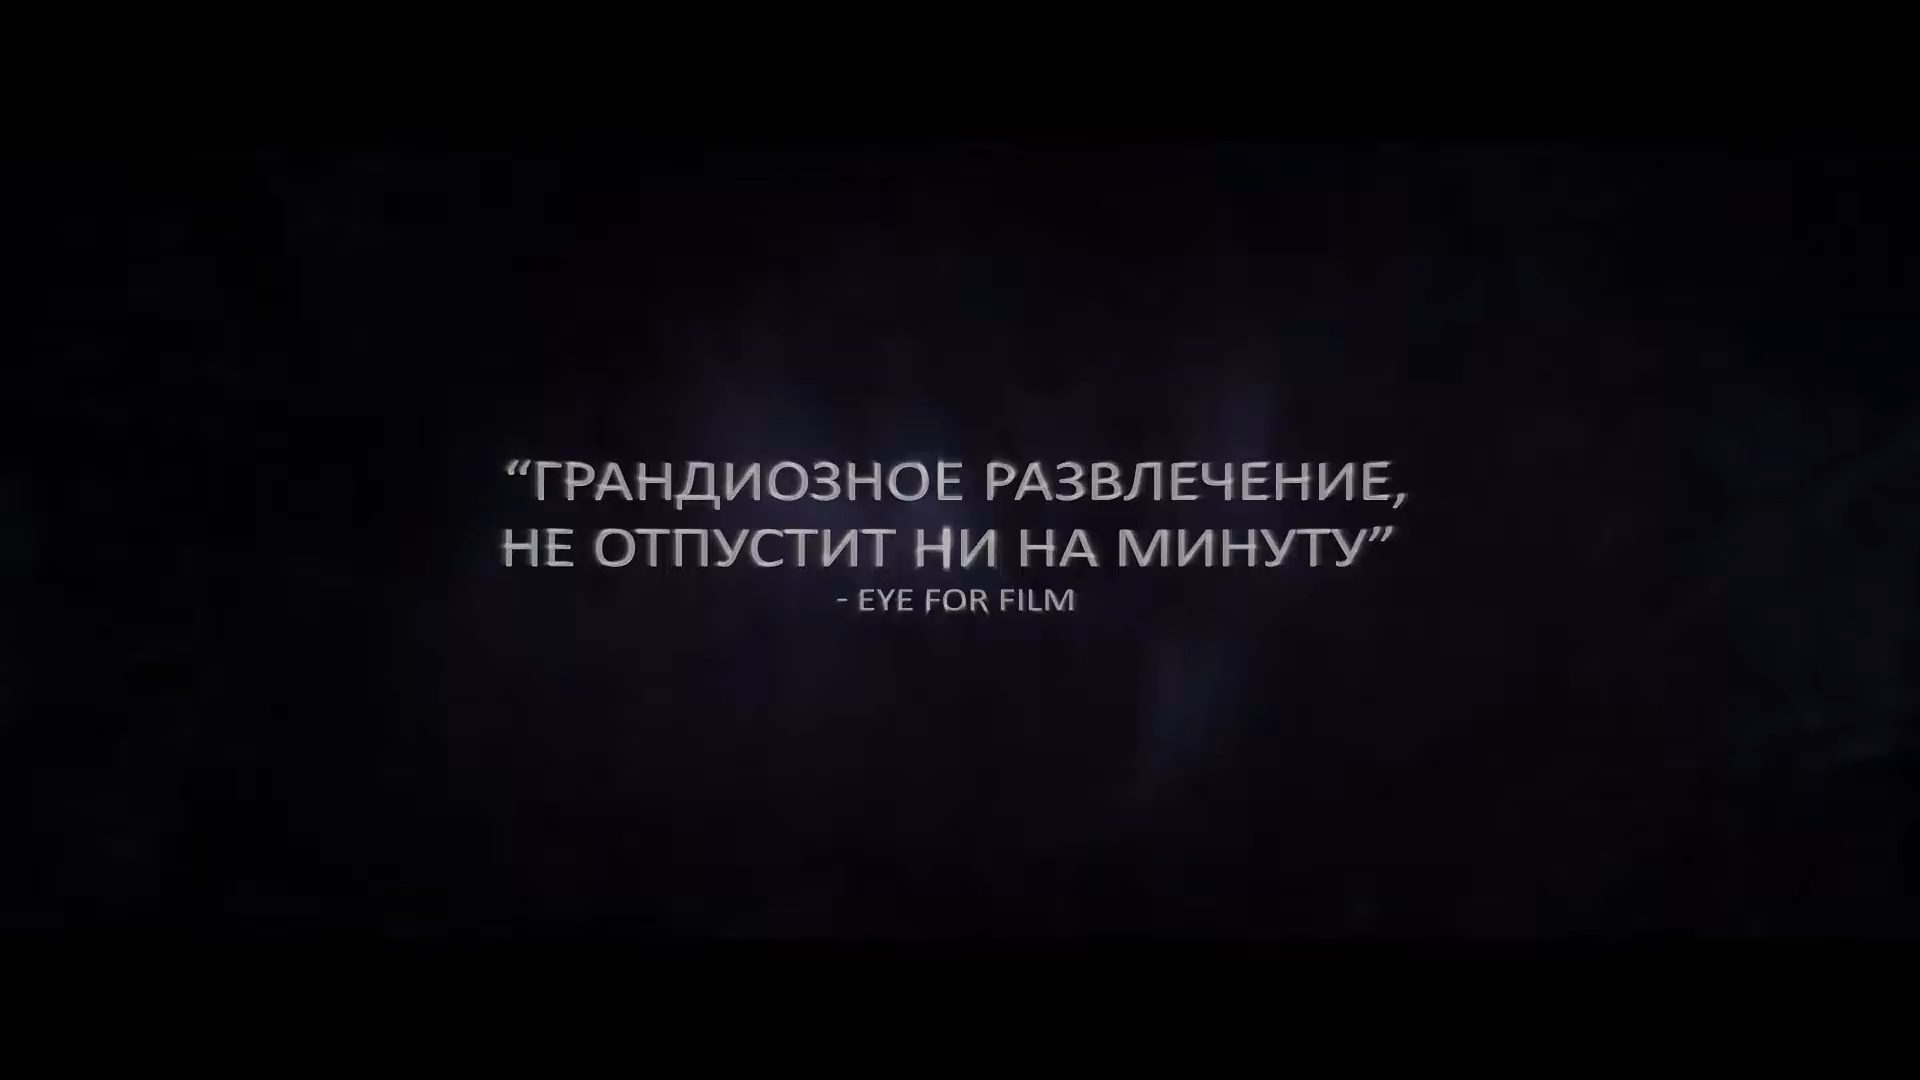 “ГРАНДИОЗНОЕ РАЗВЛЕЧЕНИЕ,
НЕ ОТПУСТИТ НИ НА МИНУТУ”
- EYE FOR FILM